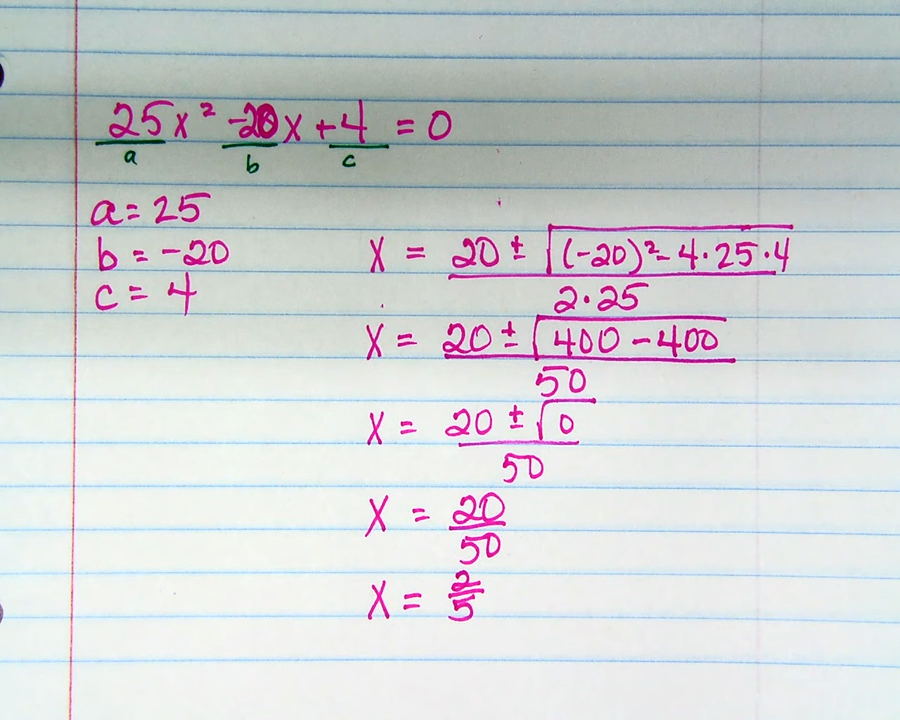 25x² -20x +4 = 0
a b c
a = 25
b = -20
c = 4
x = 20 ± √(-20)² - 4·25·4
2·25
x = 20 ± √400 - 400
50
x = 20 ± √0
50
x = 20
50
x = 2
5